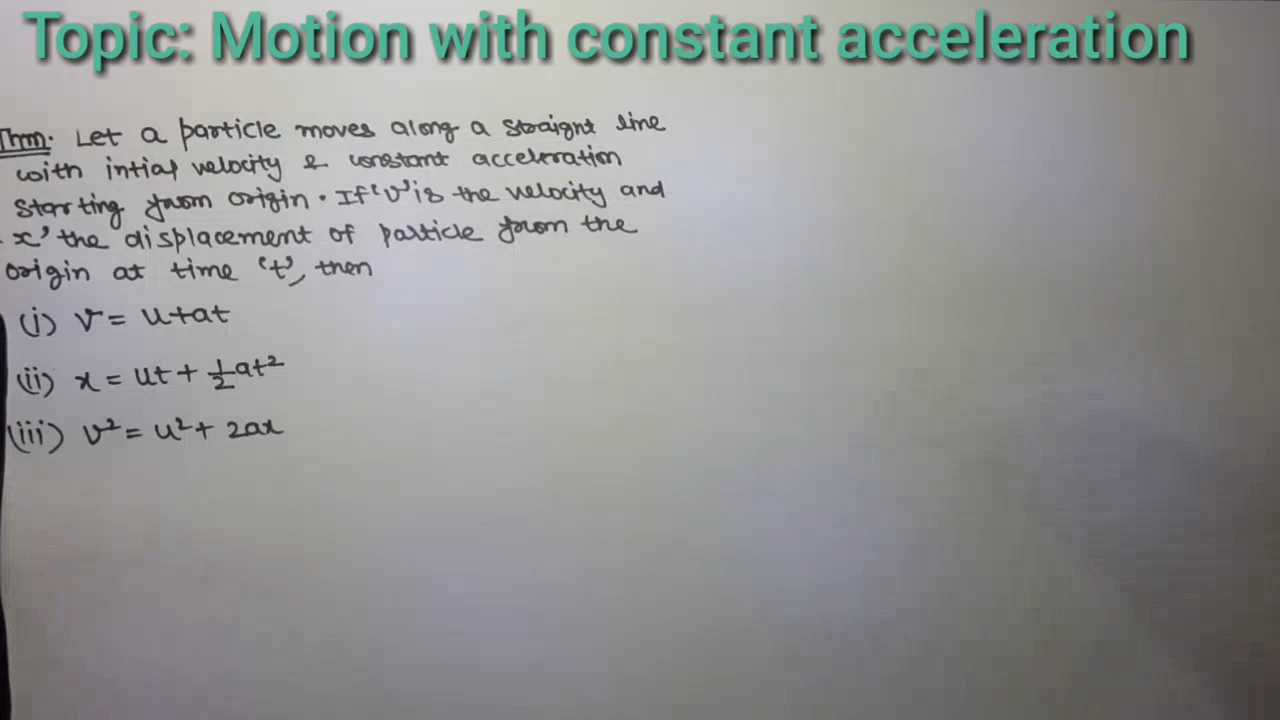 Topic: Motion with constant acceleration
Thm. Let a particle moves along a straignt line
with intial velocity & constant acceleration
starting from origin. If 'v' is the velocity and
x' the displacement of particle from the
origin at time 't', then
(i) v = u+at
(ii) x = ut + 1/2 at²
(iii) v² = u² + 2ax